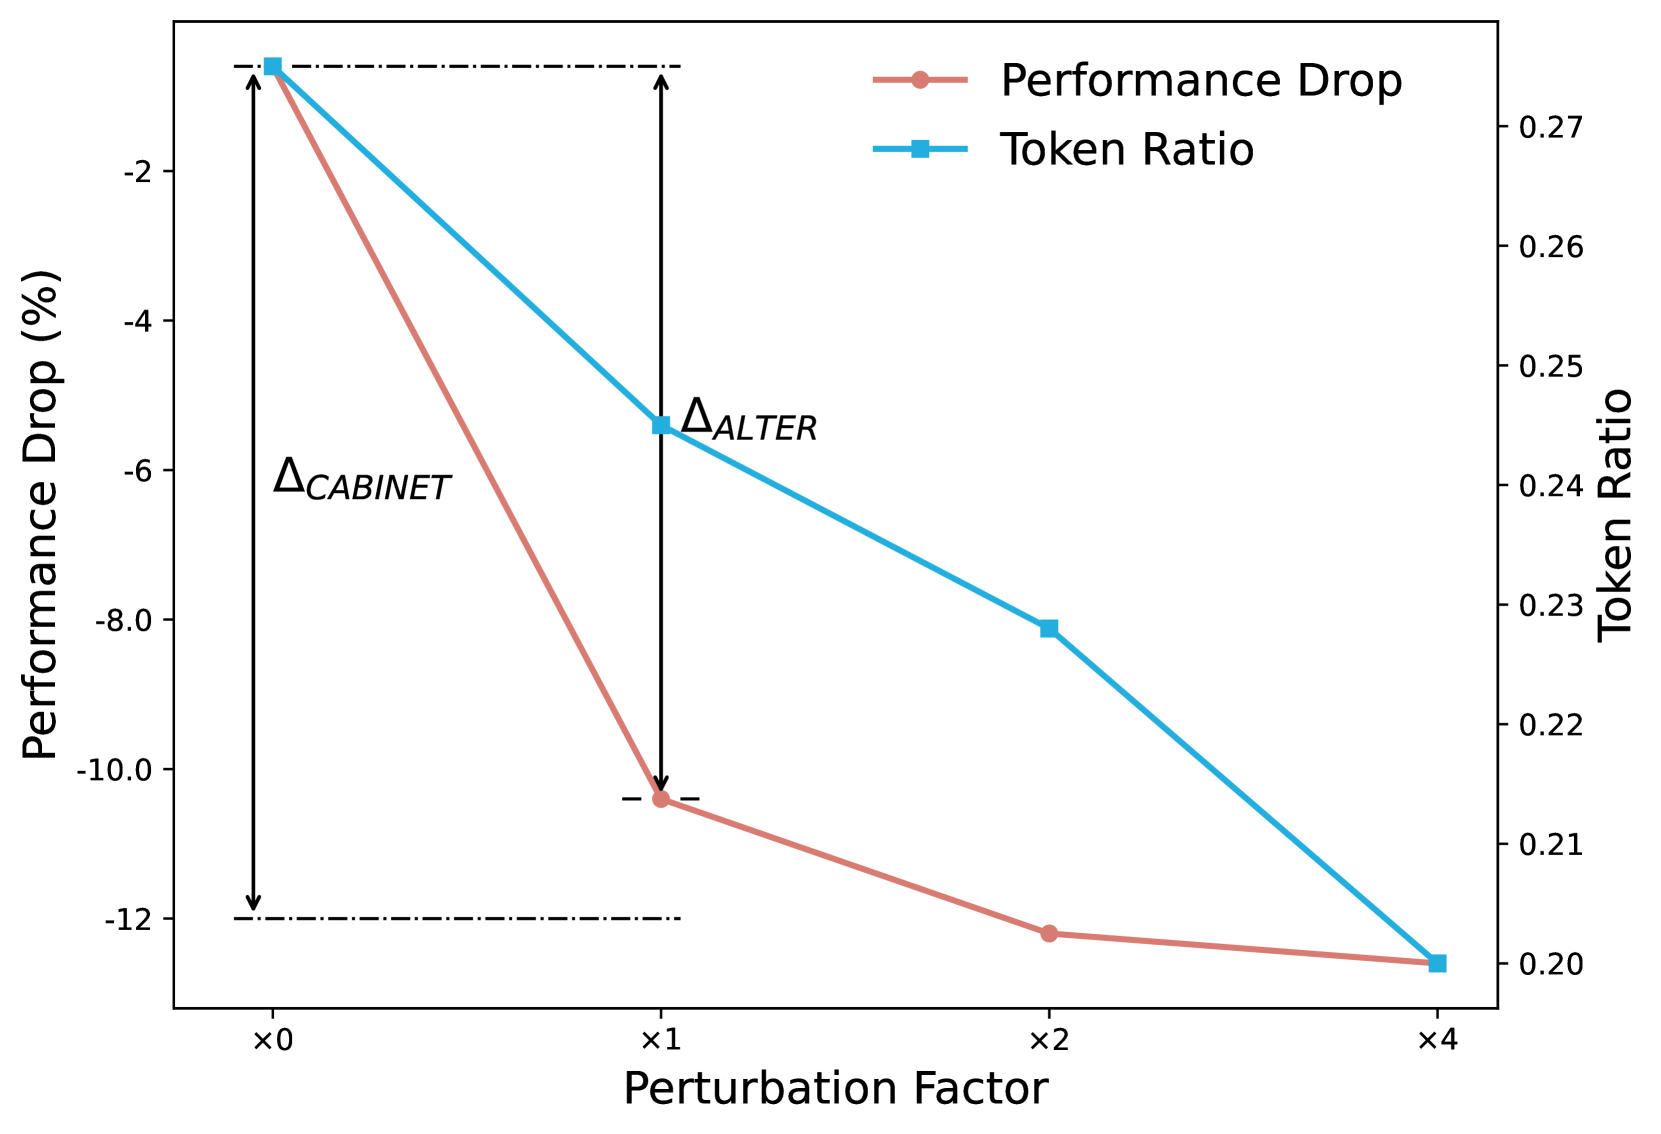 Performance Drop
Token Ratio
Performance Drop (%)
-2
-4
-6
-8.0
-10.0
-12
Δ_CABINET
Δ_ALTER
0.27
0.26
0.25
0.24
0.23
0.22
0.21
0.20
Token Ratio
×0
×1
×2
×4
Perturbation Factor